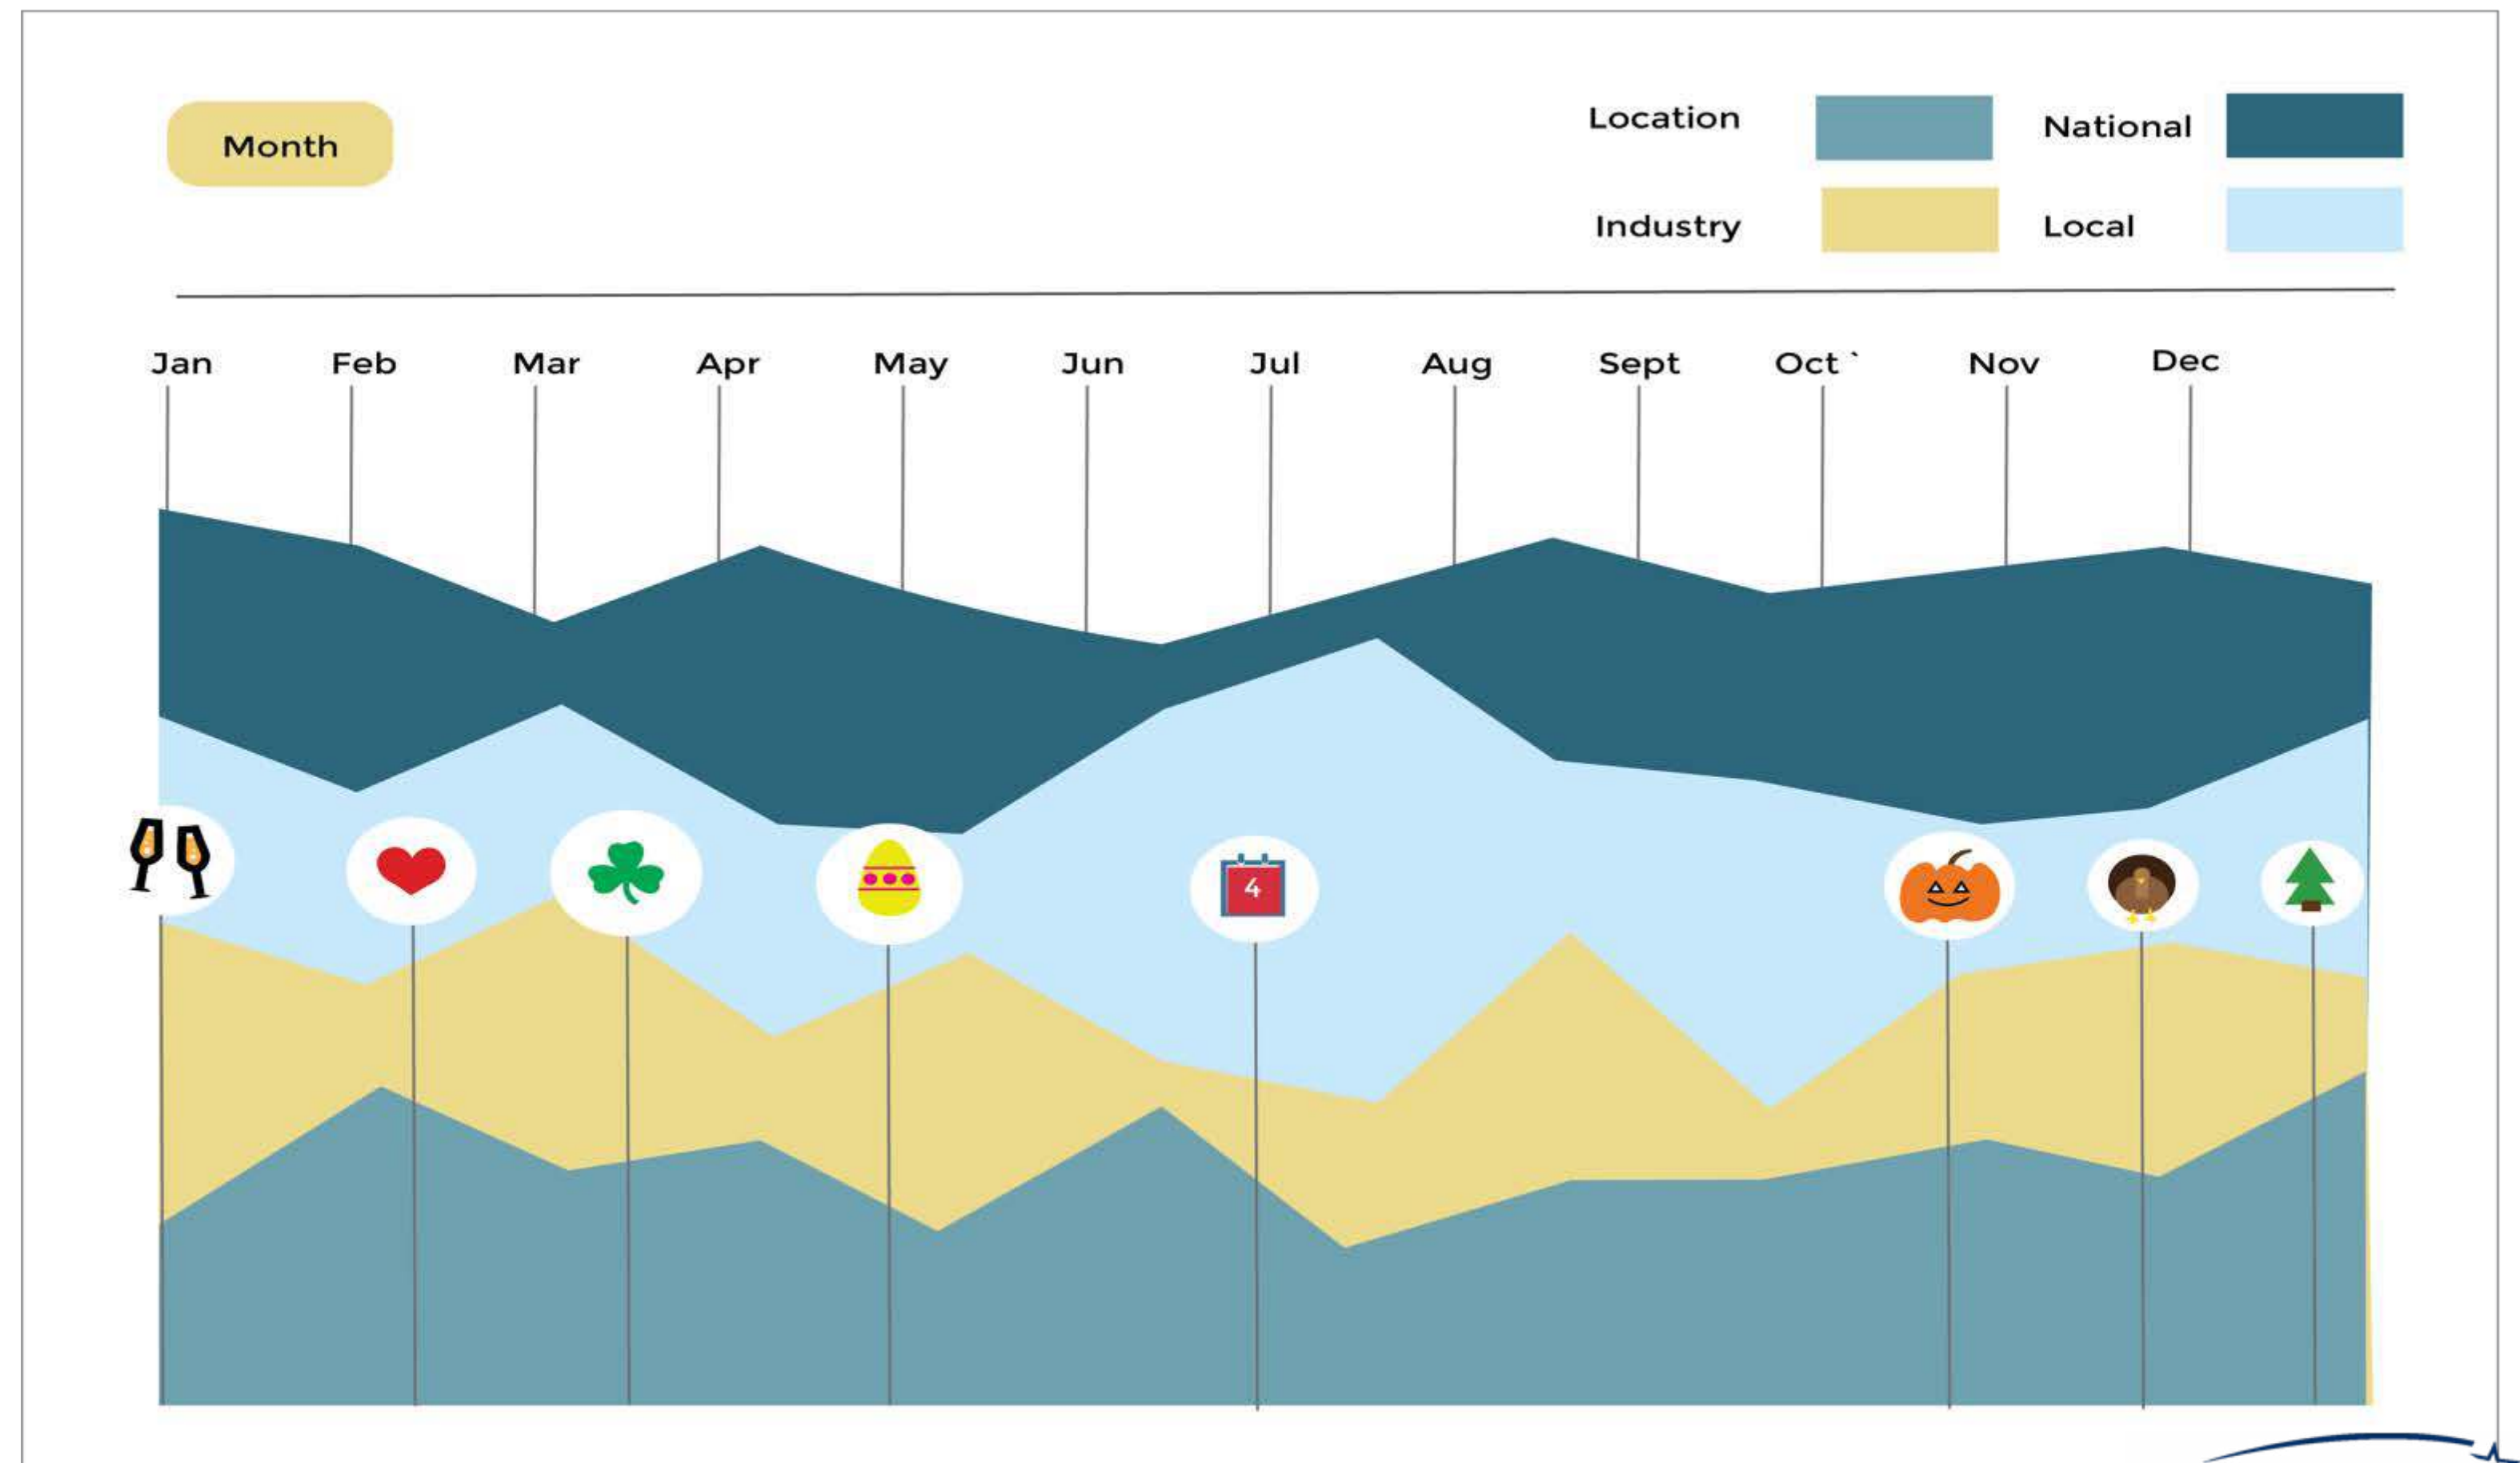 Month
Location
National
Industry
Local
Jan Feb Mar Apr May Jun Jul Aug Sept Oct ` Nov Dec
4